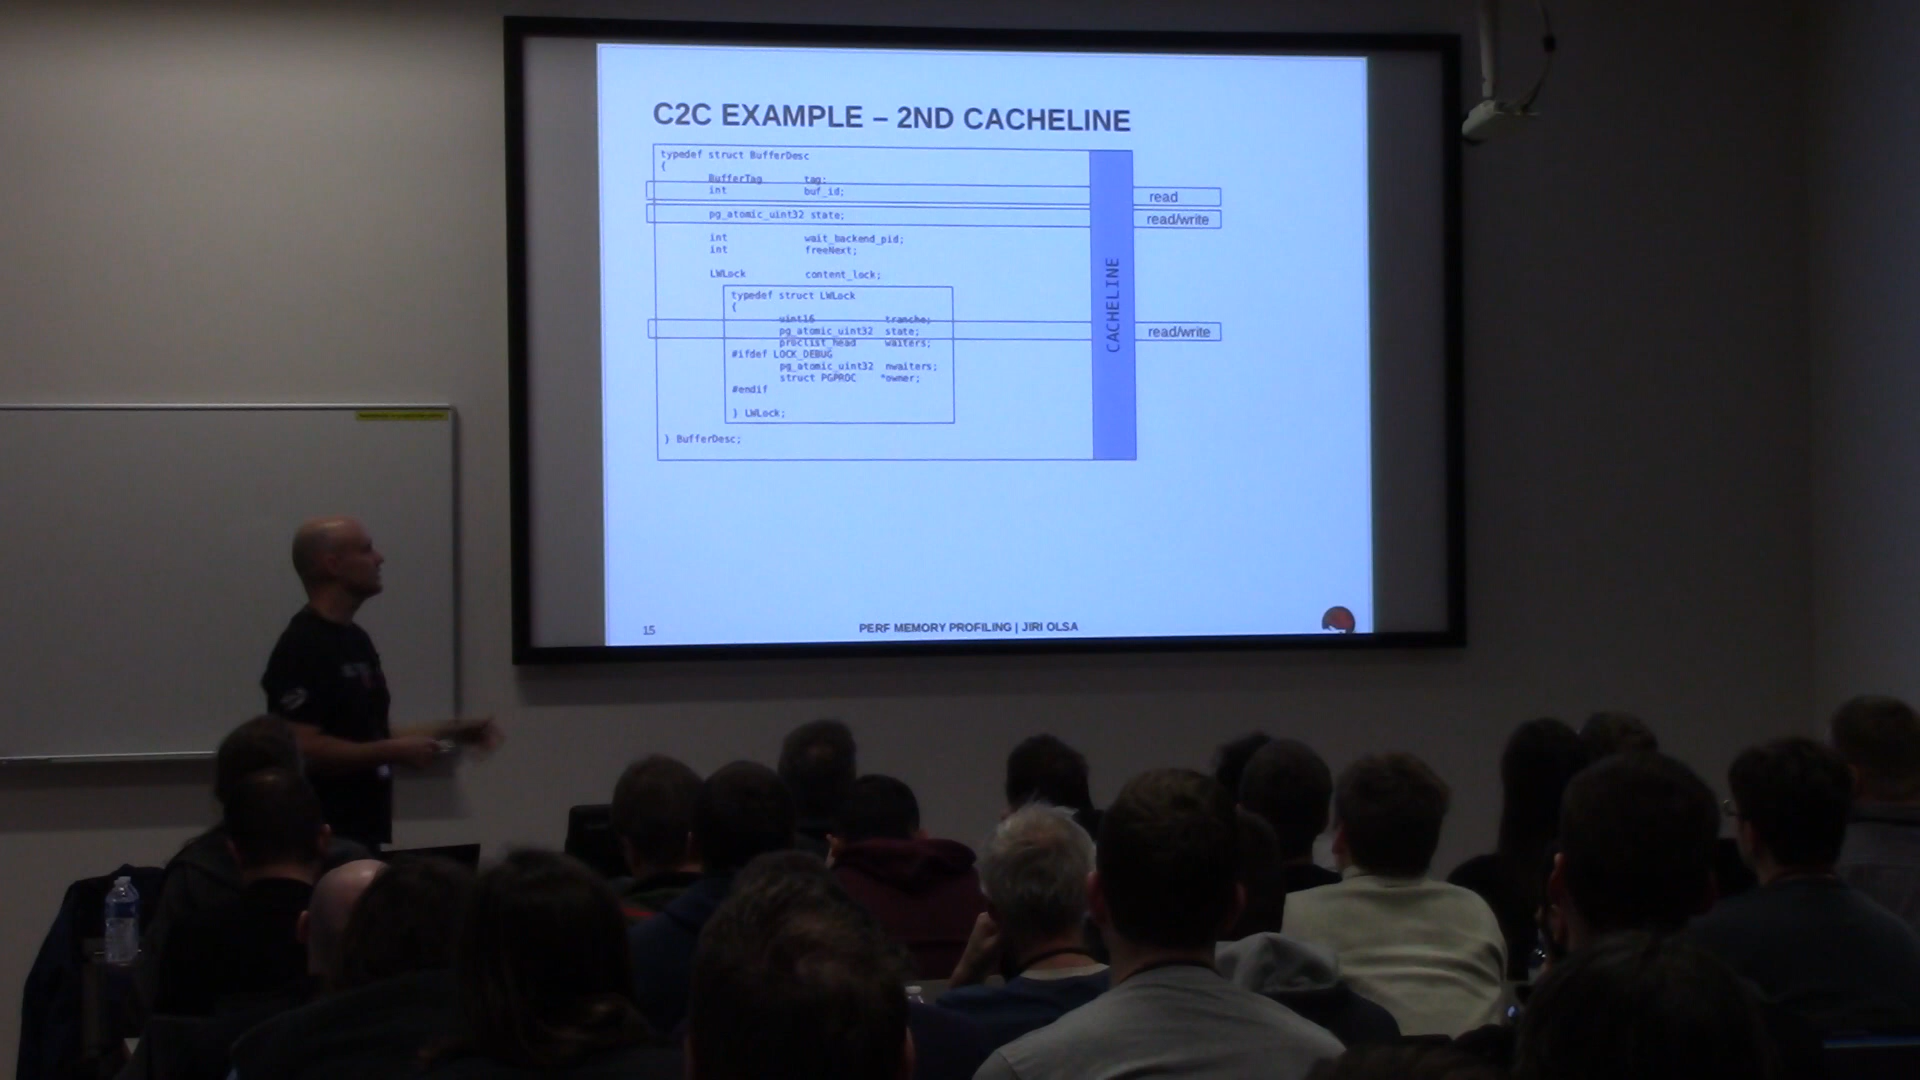 C2C EXAMPLE – 2ND CACHELINE
typedef struct BufferDesc
{
BufferTag tag;
int buf_id; read
pg_atomic_uint32 state; read/write
int wait_backend_pid;
int freeNext;
LWLock content_lock;
typedef struct LWLock
{
uint16 tranche;
pg_atomic_uint32 state; read/write
proclist_head waiters;
#ifdef LOCK_DEBUG
pg_atomic_uint32 nwaiters;
struct PGPROC *owner;
#endif
} LWLock;
} BufferDesc;
CACHELINE
15 PERF MEMORY PROFILING | JIRI OLSA